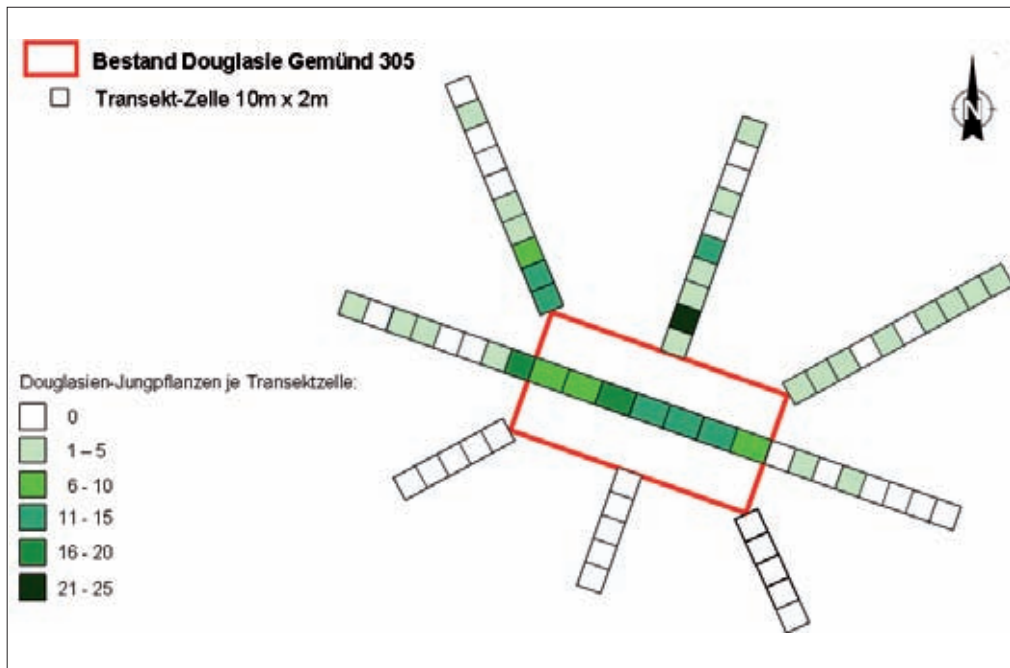 Bestand Douglasie Gemünd 305
Transekt-Zelle 10m x 2m
N
Douglasien-Jungpflanzen je Transektzelle:
0
1 – 5
6 - 10
11 - 15
16 - 20
21 - 25